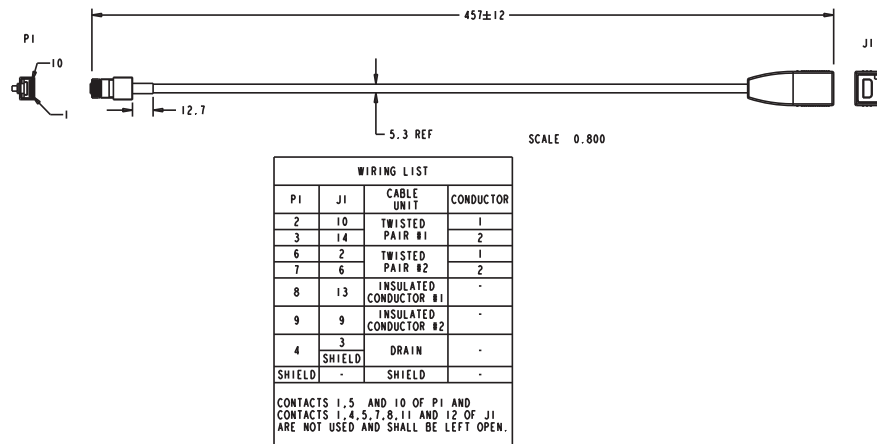 457±12
P1
J1
10
1
12.7
5.3 REF
SCALE 0.800
WIRING LIST
P1 J1 CABLE UNIT CONDUCTOR
2 10 TWISTED PAIR #1 1
3 14 2
6 2 TWISTED PAIR #2 1
7 6 2
8 13 INSULATED CONDUCTOR #1 -
9 9 INSULATED CONDUCTOR #2 -
4 3 DRAIN -
SHIELD
SHIELD - SHIELD -
CONTACTS 1,5 AND 10 OF P1 AND
CONTACTS 1,4,5,7,8,11 AND 12 OF J1
ARE NOT USED AND SHALL BE LEFT OPEN.